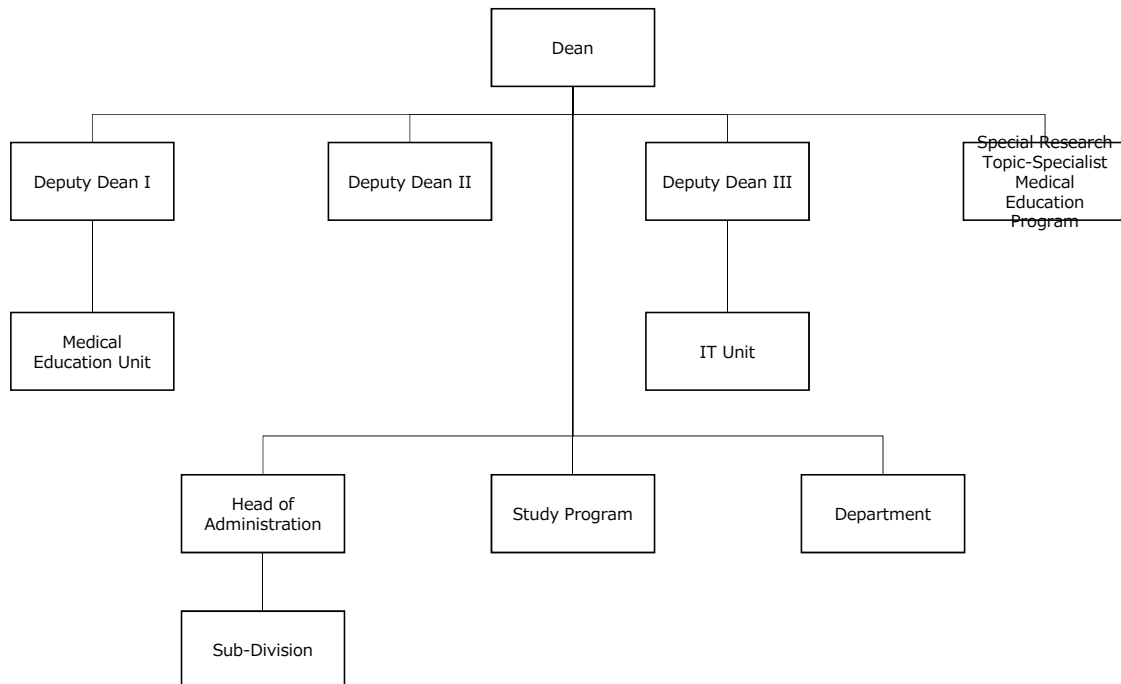 Dean
Deputy Dean I
Deputy Dean II
Deputy Dean III
Special Research
Topic-Specialist
Medical
Education
Program
Medical
Education Unit
IT Unit
Head of
Administration
Study Program
Department
Sub-Division